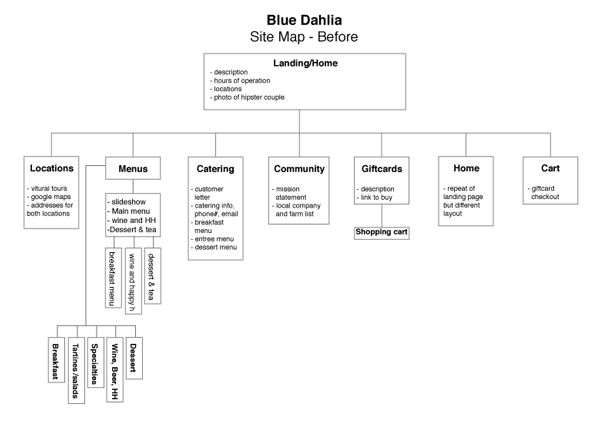 Blue Dahlia
Site Map - Before
Landing/Home
- description
- hours of operation
- locations
- photo of hipster couple
Locations
- vitural tours
- google maps
- addresses for
both locations
Menus
- slideshow
- Main menu
- wine and HH
-Dessert & tea
breakfast menu
wine and happy h
dessert & tea
Breakfast
Tartines /salads
Specialties
Wine, Beer, HH
Dessert
Catering
- customer
letter
- catering info,
phone#, email
- breakfast
menu
- entree menu
- dessert menu
Community
- mission
statement
- local company
and farm list
Giftcards
- description
- link to buy
Shopping cart
Home
- repeat of
landing page
but different
layout
Cart
- giftcard
checkout